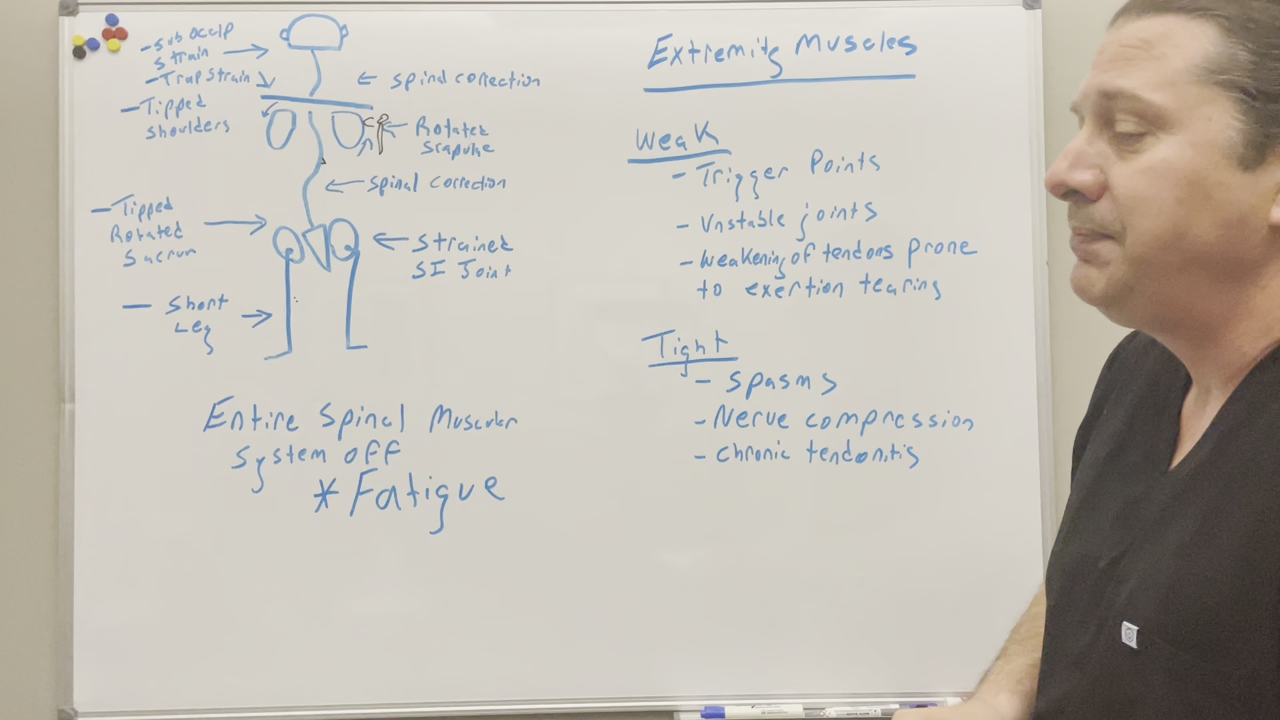 - Sub occip
strain
- Trap strain
- Tipped
shoulders
spinal correction
Rotated
spinal correction
- Tipped
Rotated
Sacrum
Strained
SI Joint
- Short
Leg
Entire Spinal Muscular
system off
* Fatigue
Extremity Muscles
Weak
- Trigger Points
- Unstable joints
- Weakening of tendons prone
to exertion tearing
Tight
- spasms
- Nerve compression
- chronic tendonitis